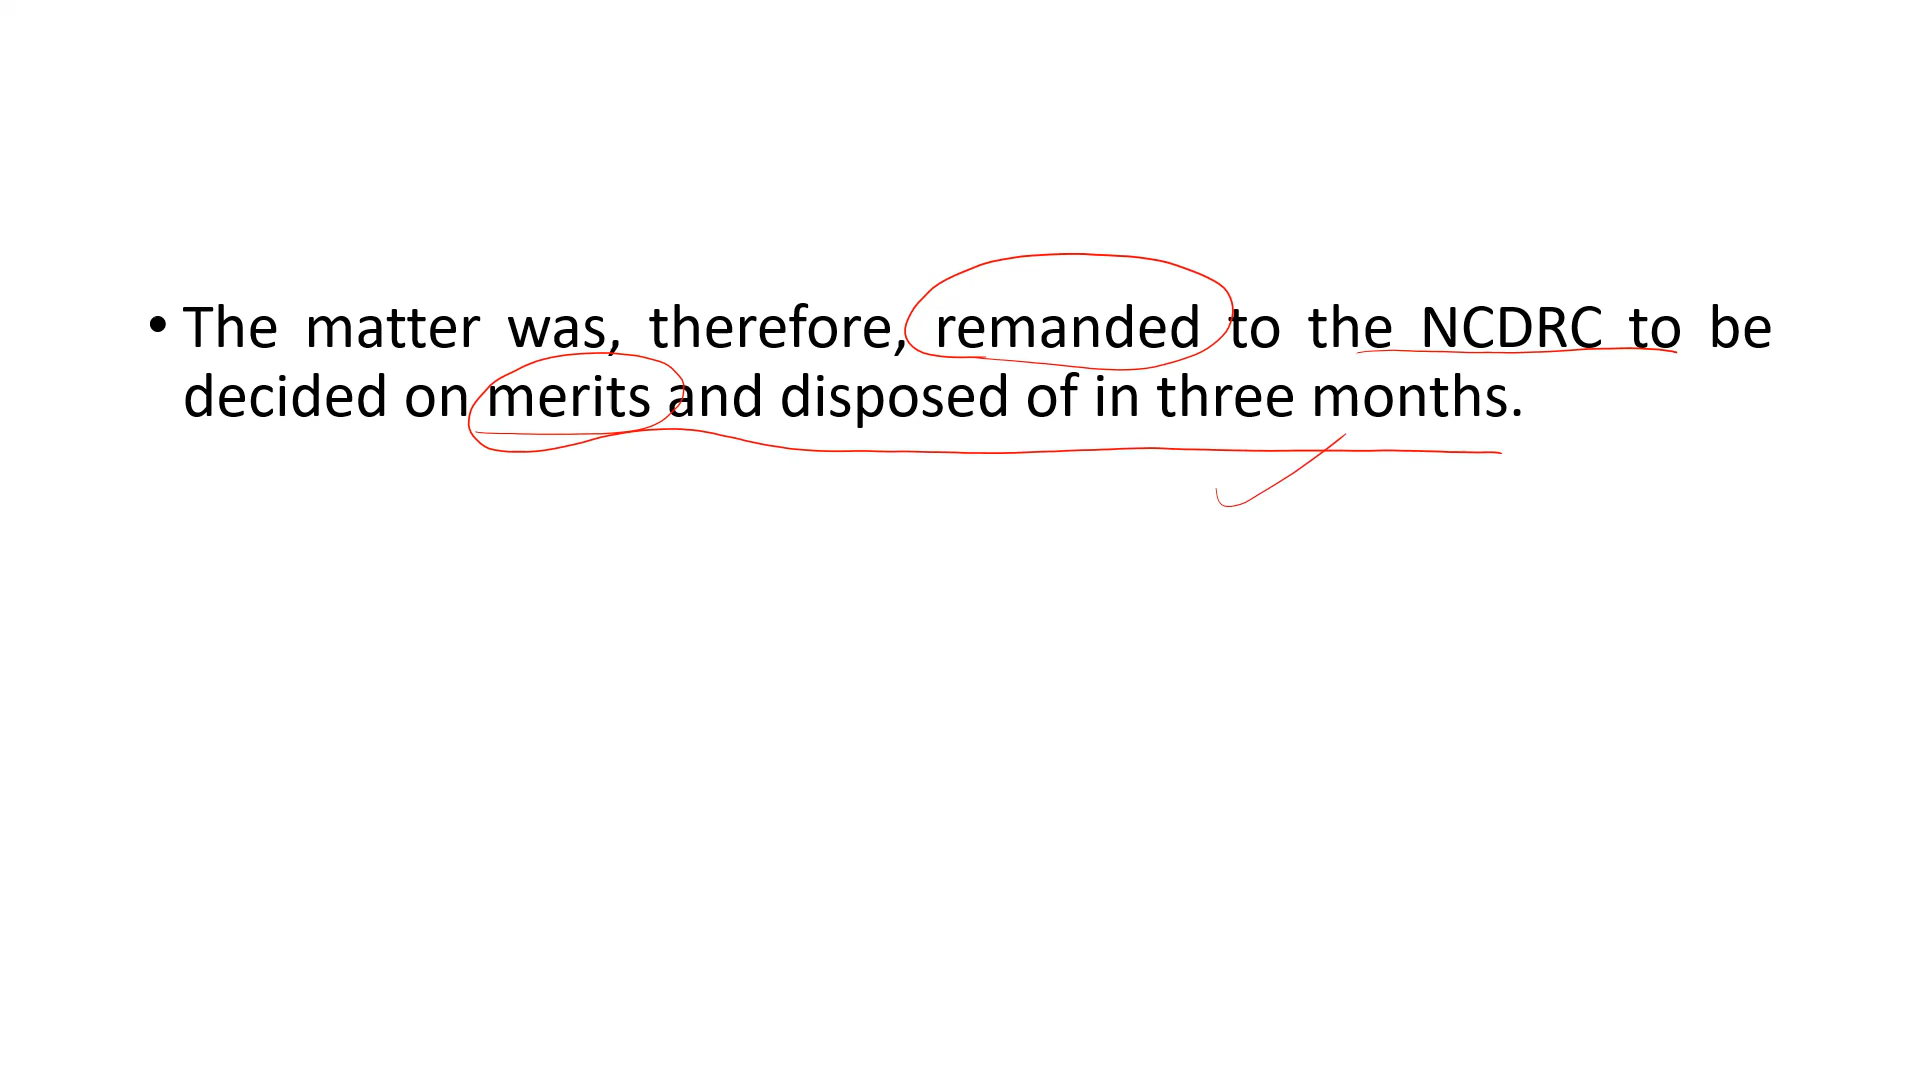 • The matter was, therefore, remanded to the NCDRC to be
decided on merits and disposed of in three months.